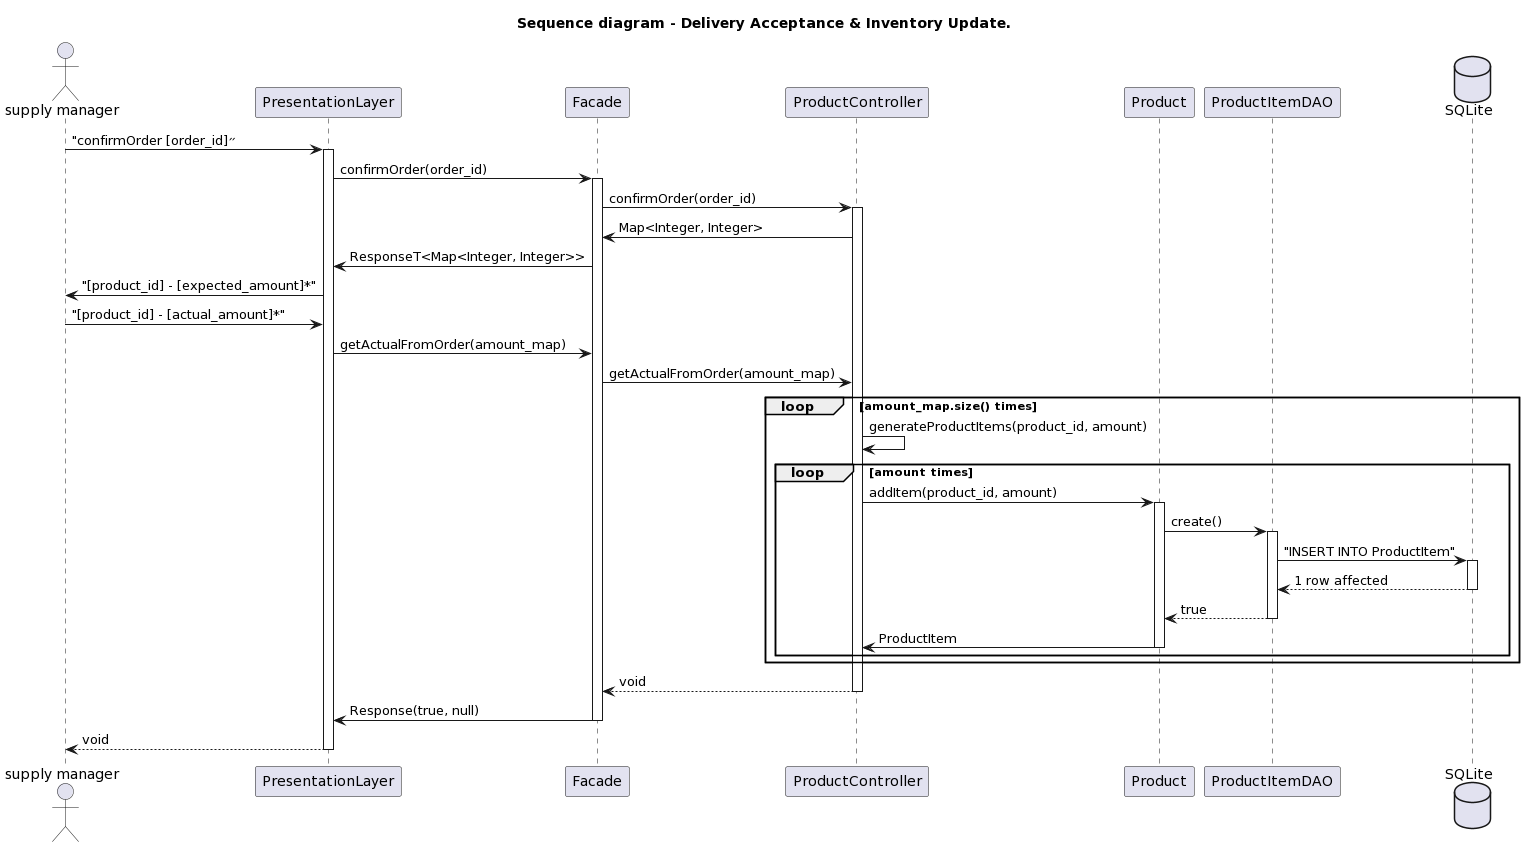 Sequence diagram - Delivery Acceptance & Inventory Update.
supply manager
PresentationLayer
Facade
ProductController
Product
ProductItemDAO
SQLite
"confirmOrder [order_id]״
confirmOrder(order_id)
confirmOrder(order_id)
Map<Integer, Integer>
ResponseT<Map<Integer, Integer>>
"[product_id] - [expected_amount]*"
"[product_id] - [actual_amount]*"
getActualFromOrder(amount_map)
getActualFromOrder(amount_map)
loop [amount_map.size() times]
generateProductItems(product_id, amount)
loop [amount times]
addItem(product_id, amount)
create()
"INSERT INTO ProductItem"
1 row affected
true
ProductItem
void
Response(true, null)
void
supply manager
PresentationLayer
Facade
ProductController
Product
ProductItemDAO
SQLite